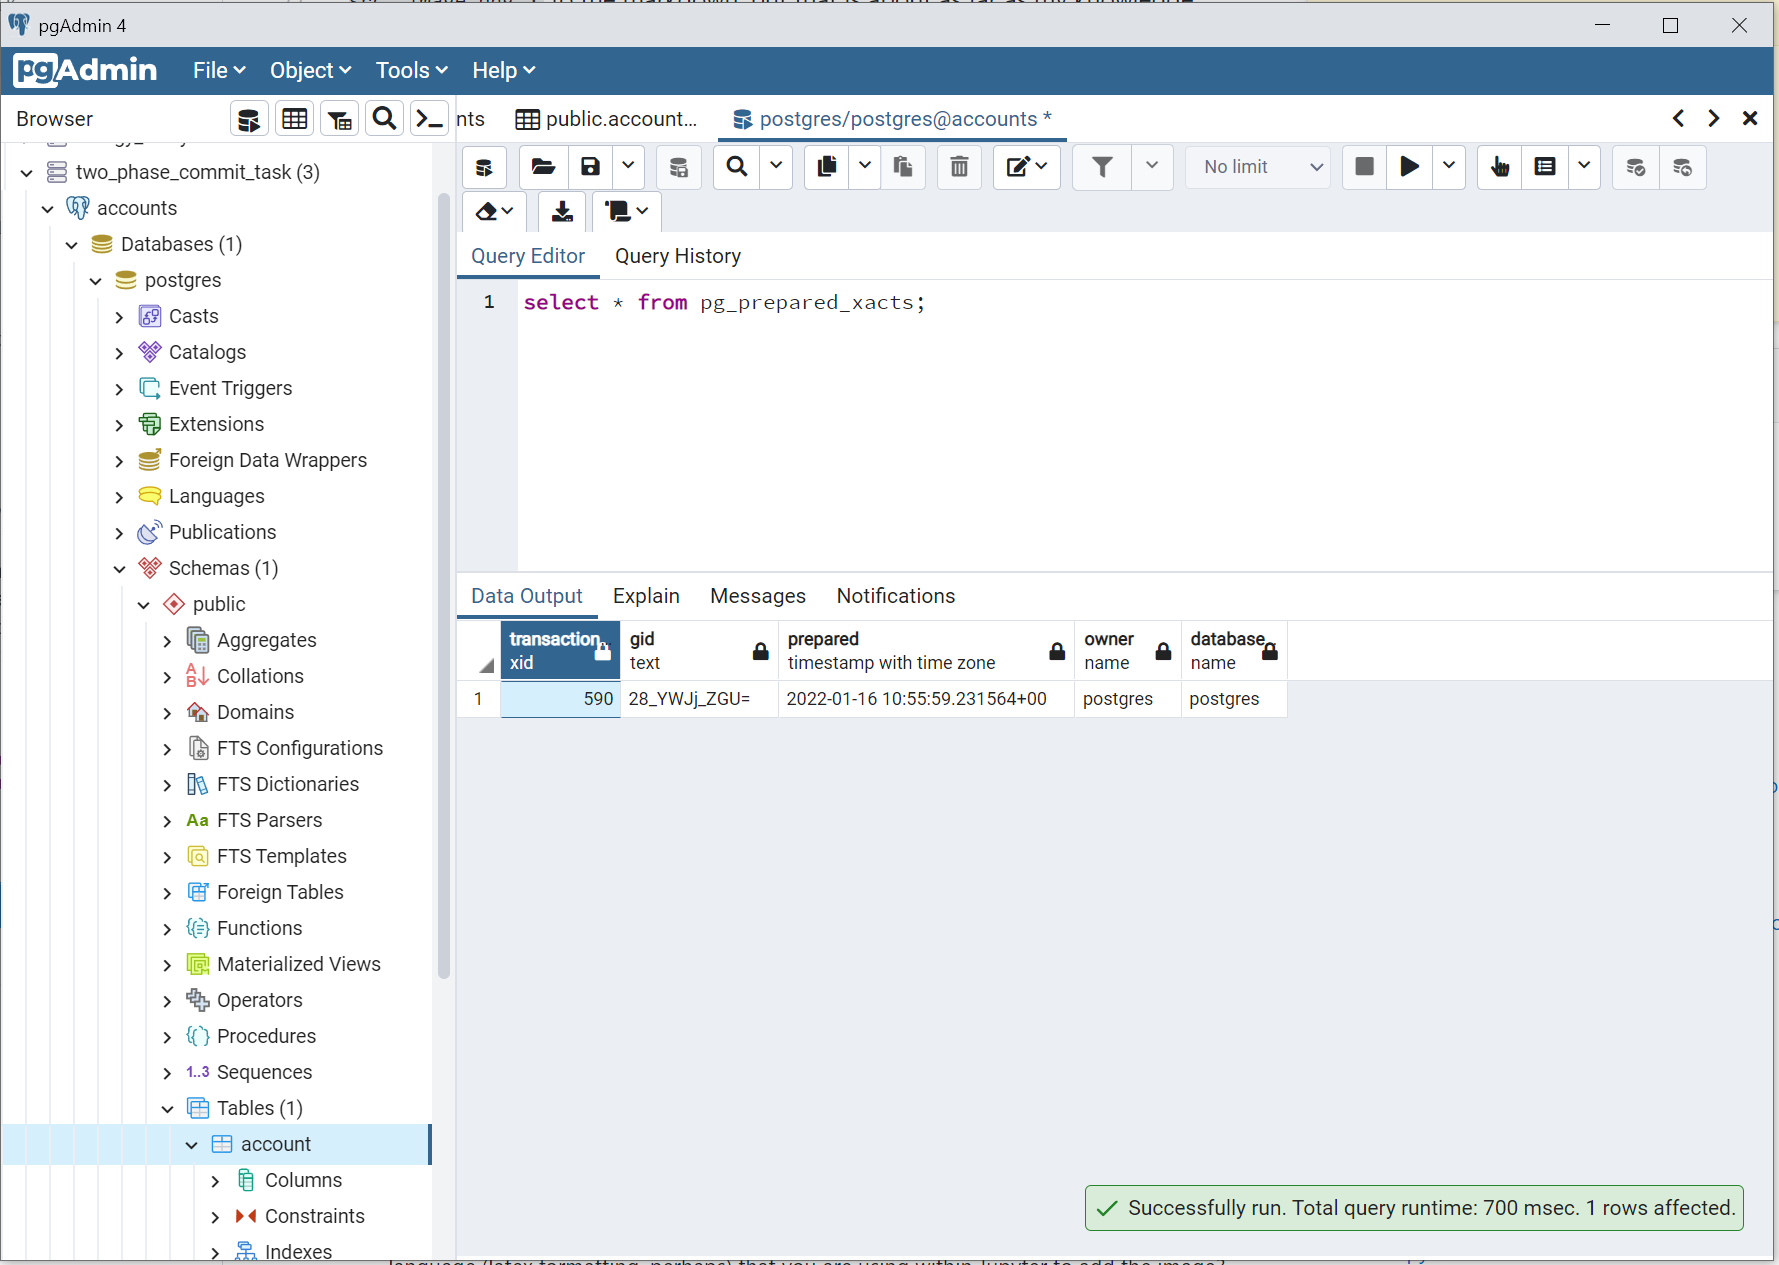 pgAdmin 4
pgAdmin File Object Tools Help
Browser
nts public.account... postgres/postgres@accounts *
two_phase_commit_task (3)
accounts
Databases (1)
postgres
Casts
Catalogs
Event Triggers
Extensions
Foreign Data Wrappers
Languages
Publications
Schemas (1)
public
Aggregates
Collations
Domains
FTS Configurations
FTS Dictionaries
Aa FTS Parsers
FTS Templates
Foreign Tables
Functions
Materialized Views
Operators
Procedures
1..3 Sequences
Tables (1)
account
Columns
Constraints
Indexes
No limit
Query Editor Query History
1 select * from pg_prepared_xacts;
Data Output Explain Messages Notifications
transaction gid prepared owner database
xid text timestamp with time zone name name
1 590 28_YWJj_ZGU= 2022-01-16 10:55:59.231564+00 postgres postgres
Successfully run. Total query runtime: 700 msec. 1 rows affected.